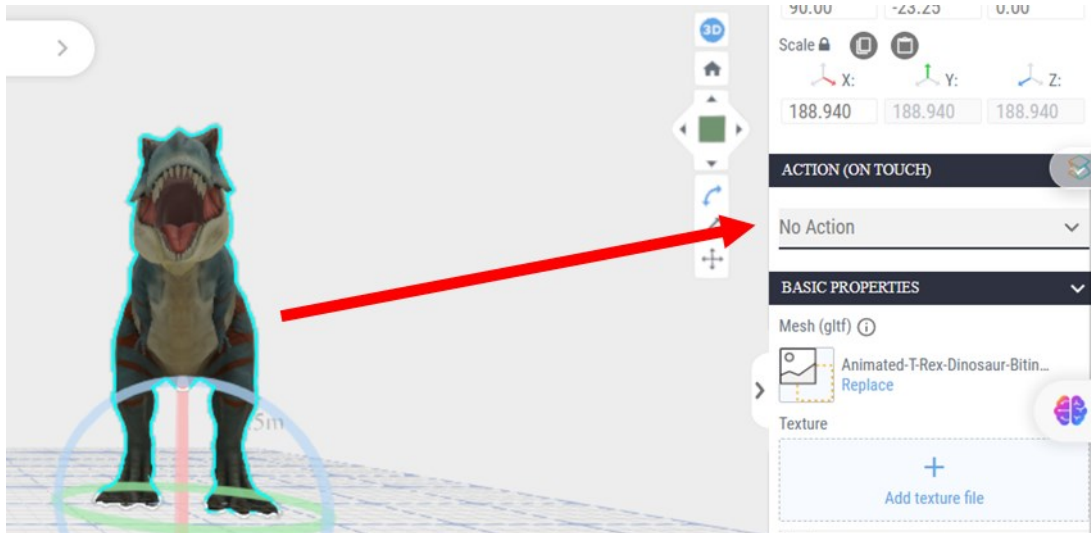 90.00 -23.25 0.00
3D
Scale
X: Y: Z:
188.940 188.940 188.940
ACTION (ON TOUCH)
No Action
BASIC PROPERTIES
Mesh (gltf)
Animated-T-Rex-Dinosaur-Bitin...
Replace
5m
Texture
+
Add texture file